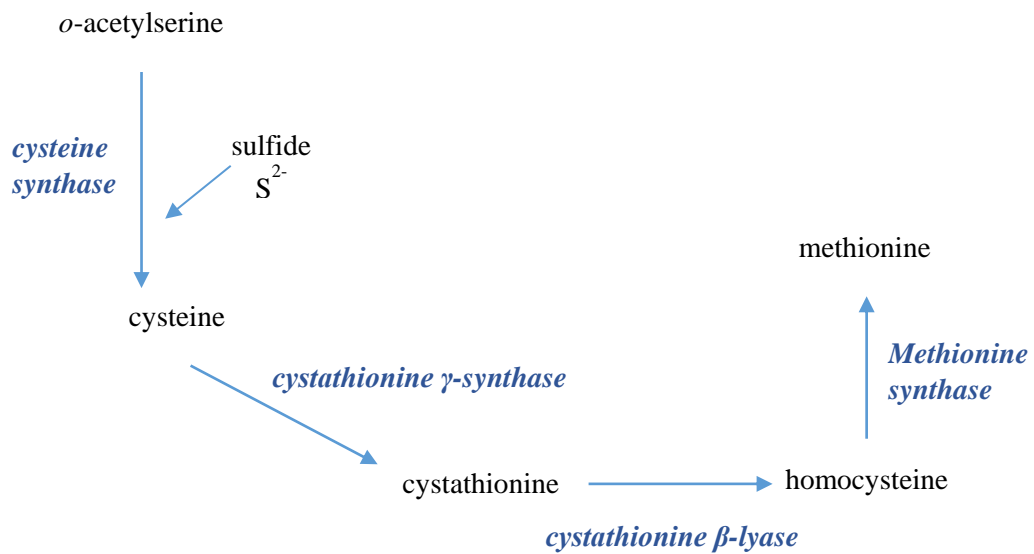 o-acetylserine
cysteine
synthase
sulfide
S²⁻
cysteine
cystathionine γ-synthase
cystathionine
cystathionine β-lyase
homocysteine
Methionine
synthase
methionine